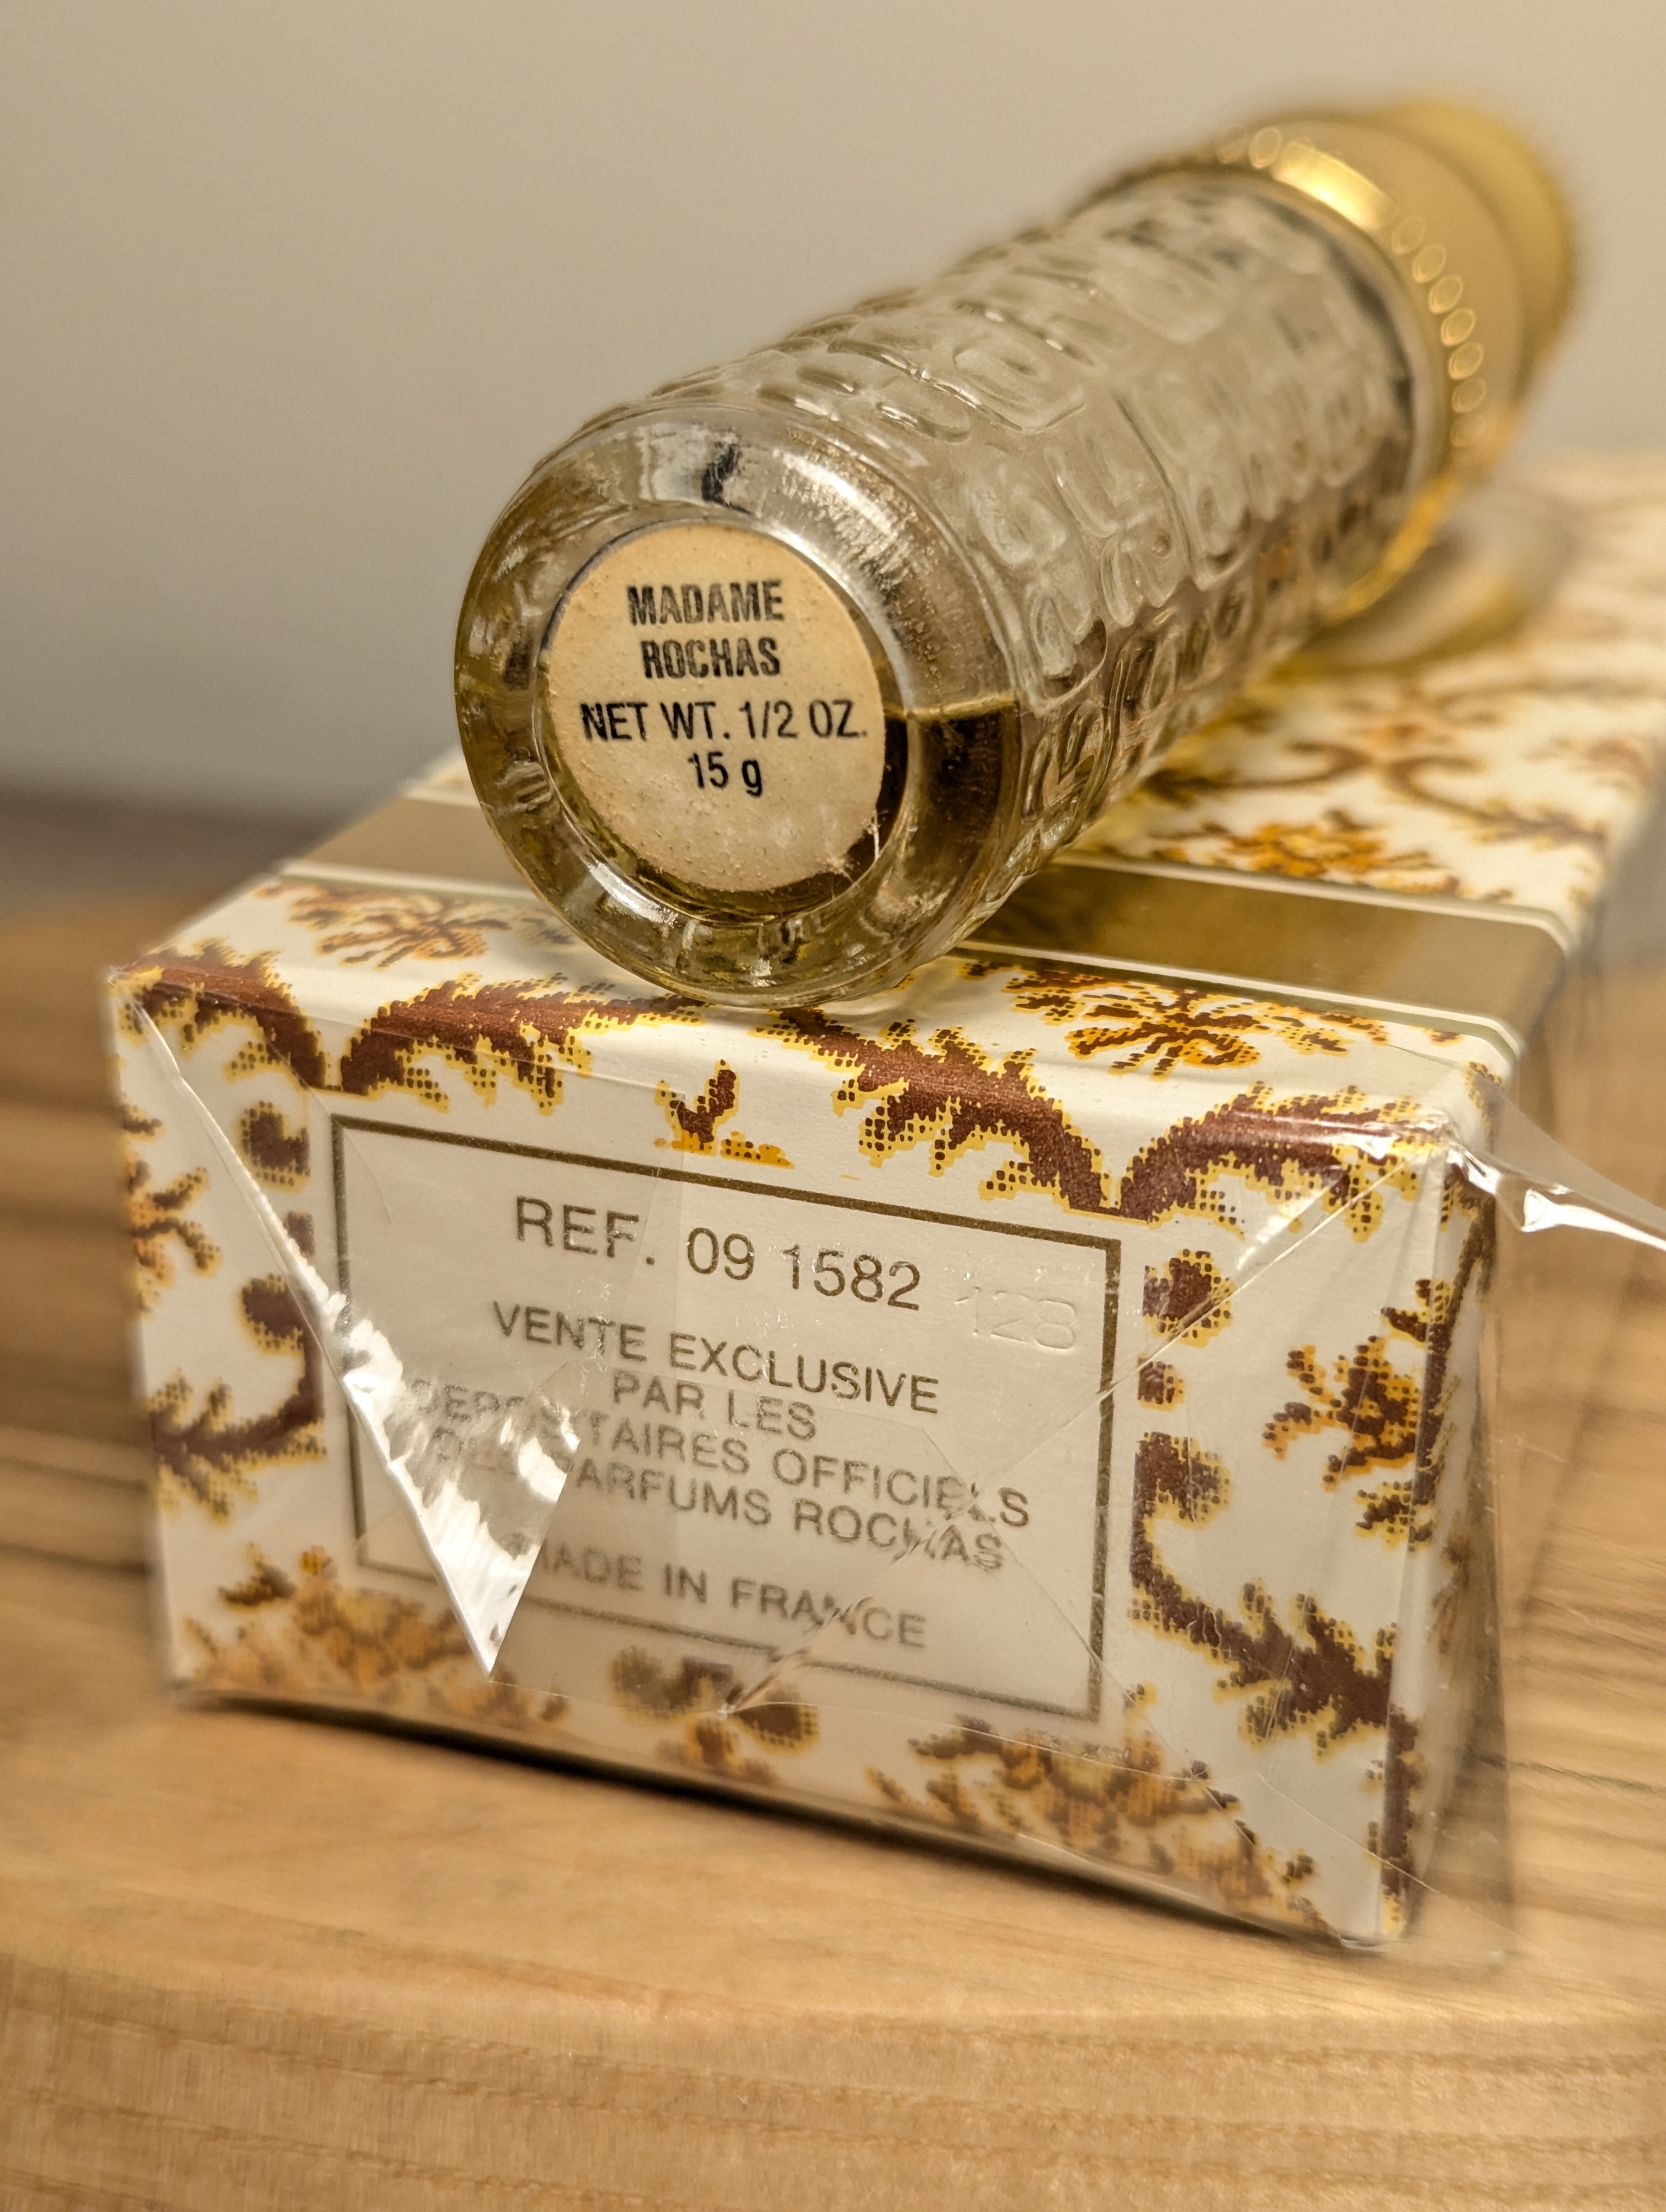 MADAME
ROCHAS
NET WT. 1/2 OZ.
15 g
REF. 09 1582 128
VENTE EXCLUSIVE
PAR LES
DEPOSITAIRES OFFICIELS
PARFUMS ROCHAS
MADE IN FRANCE